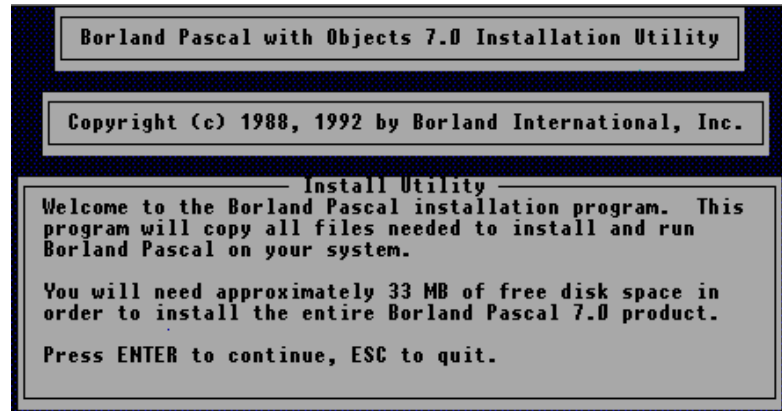 Borland Pascal with Objects 7.0 Installation Utility
Copyright (c) 1988, 1992 by Borland International, Inc.
Install Utility
Welcome to the Borland Pascal installation program. This
program will copy all files needed to install and run
Borland Pascal on your system.
You will need approximately 33 MB of free disk space in
order to install the entire Borland Pascal 7.0 product.
Press ENTER to continue, ESC to quit.